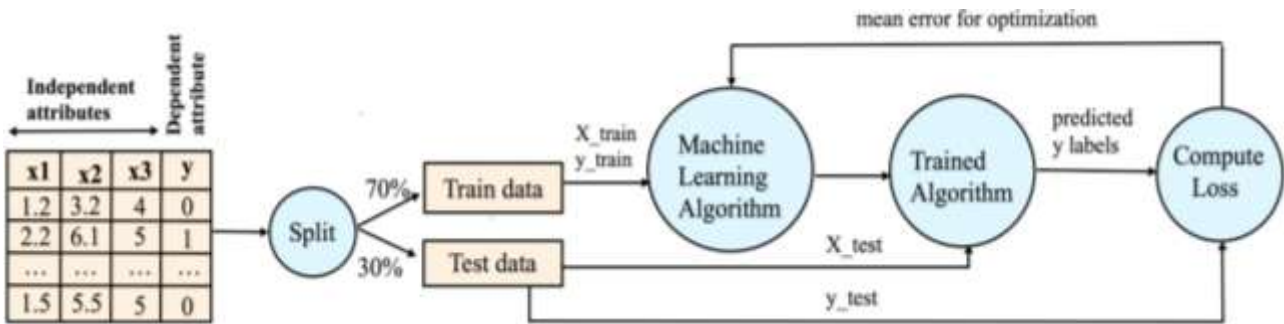 mean error for optimization
Independent
attributes
Dependent
attribute
x1 x2 x3 y
1.2 3.2 4 0
2.2 6.1 5 1
... ... ... ...
1.5 5.5 5 0
Split
70%
30%
Train data
Test data
X_train
y_train
Machine
Learning
Algorithm
Trained
Algorithm
predicted
y labels
Compute
Loss
X_test
y_test